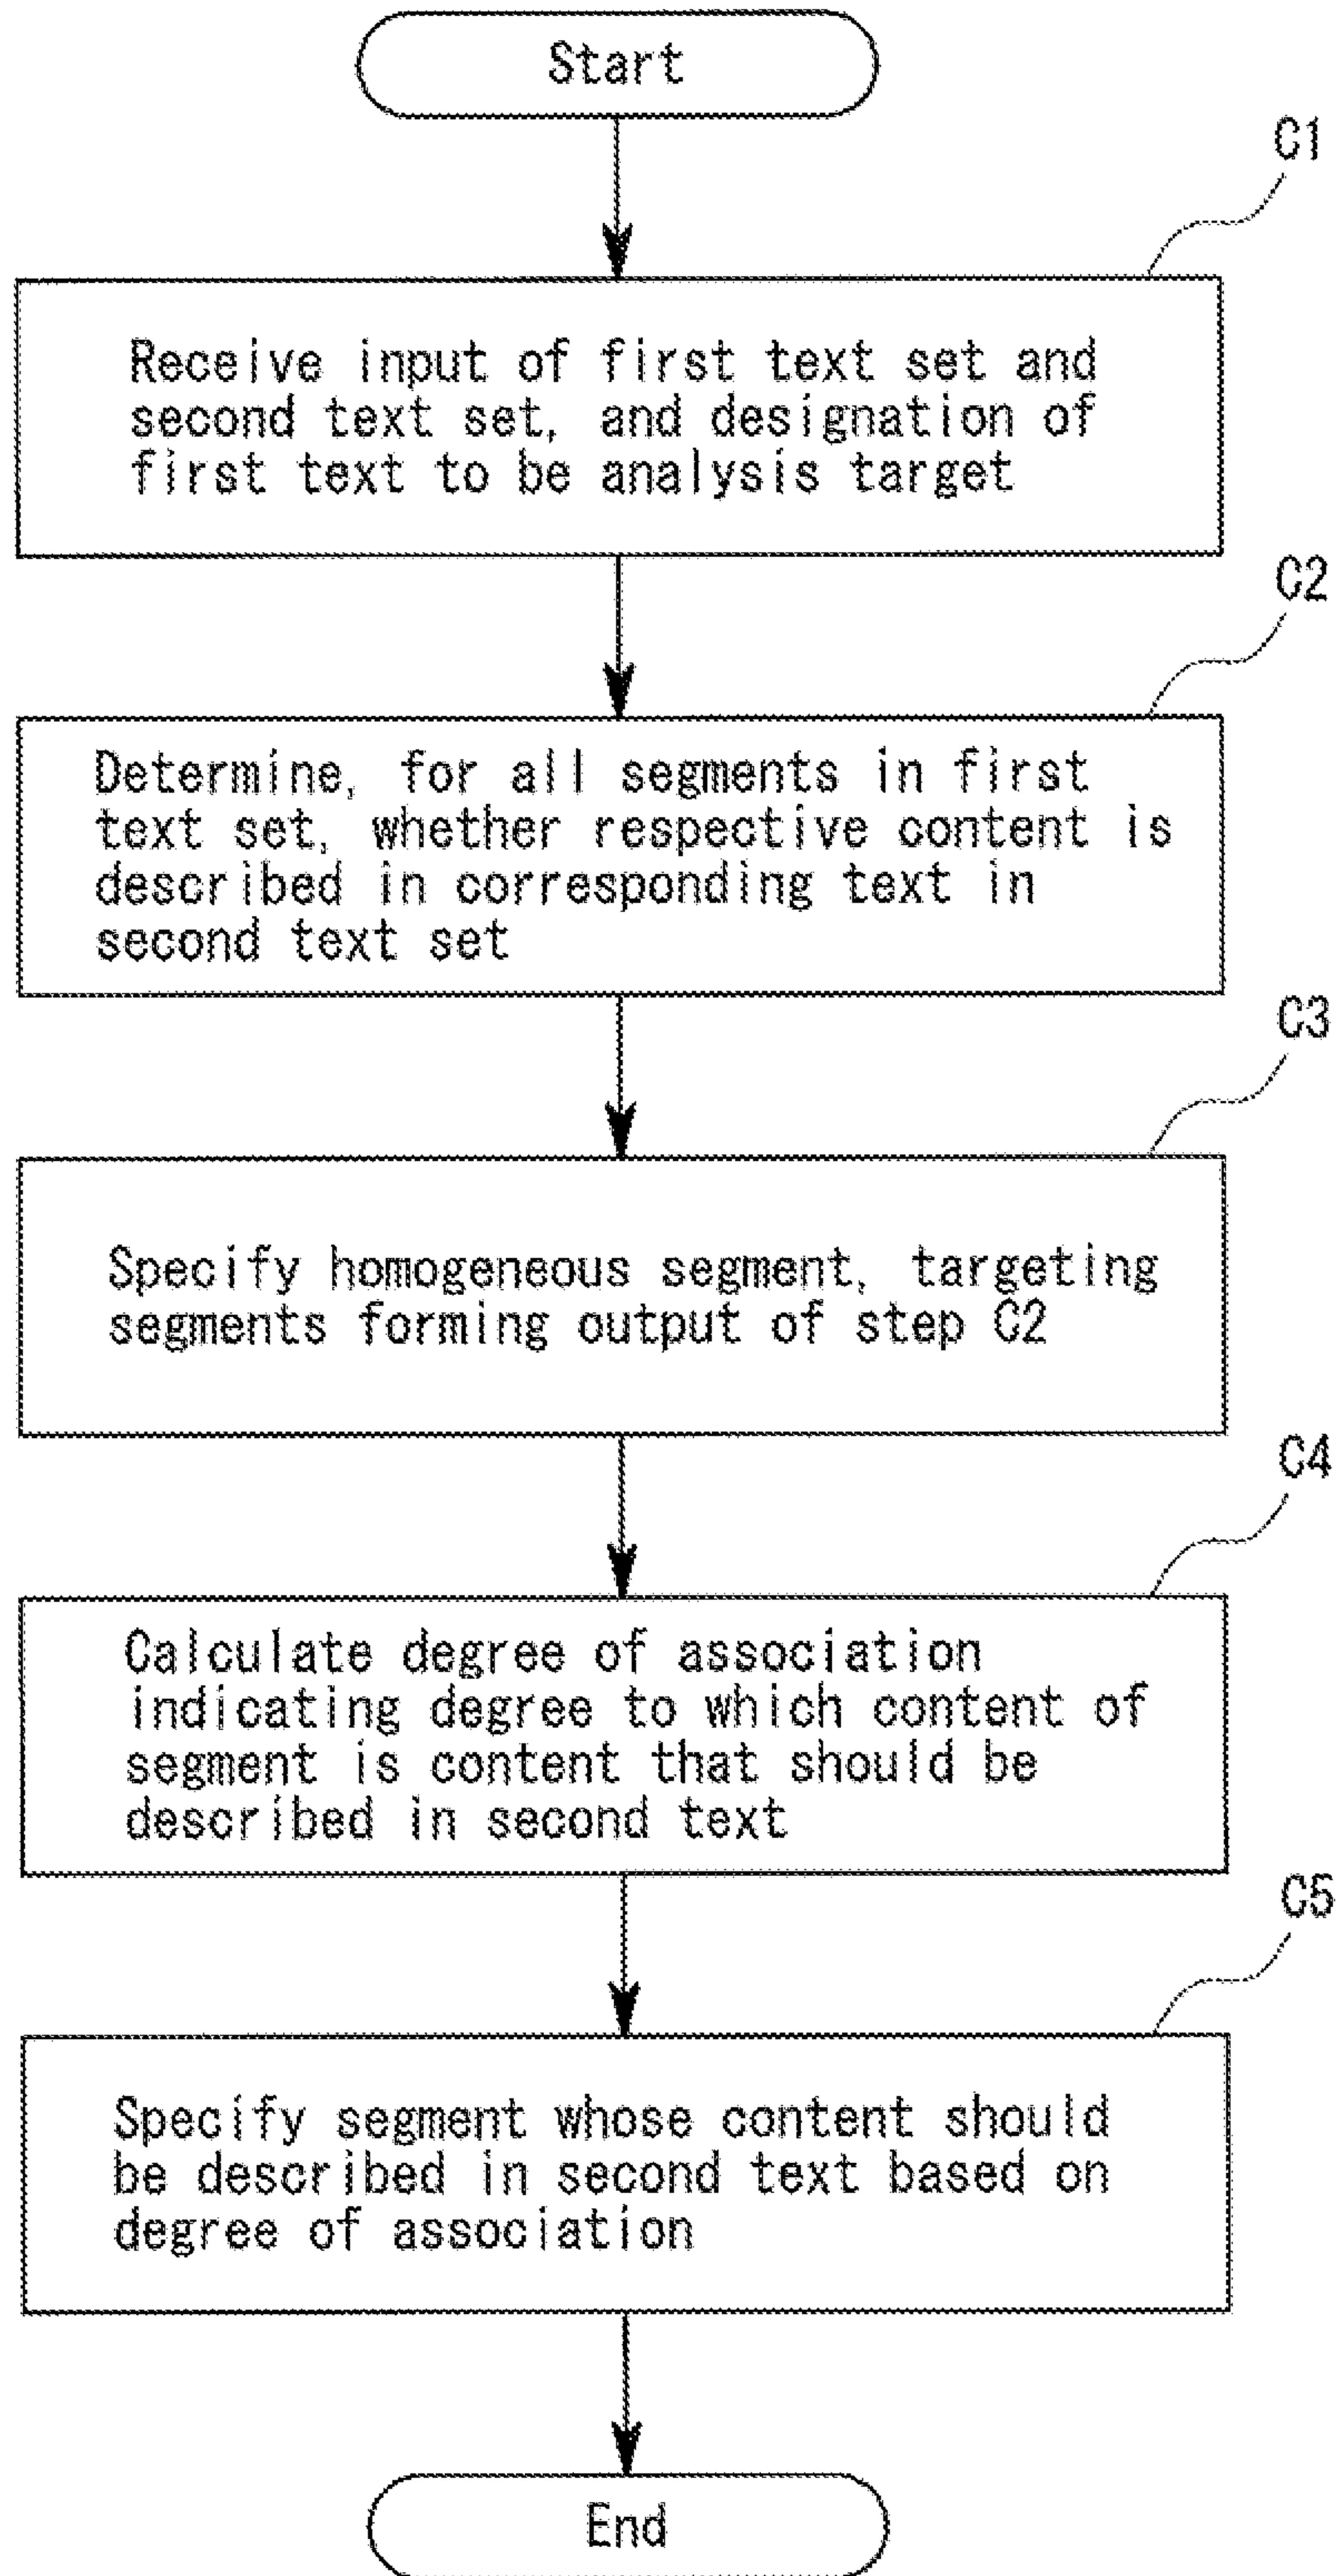 Start
C1
Receive input of first text set and
second text set, and designation of
first text to be analysis target
C2
Determine, for all segments in first
text set, whether respective content is
described in corresponding text in
second text set
C3
Specify homogeneous segment, targeting
segments forming output of step C2
C4
Calculate degree of association
indicating degree to which content of
segment is content that should be
described in second text
C5
Specify segment whose content should
be described in second text based on
degree of association
End